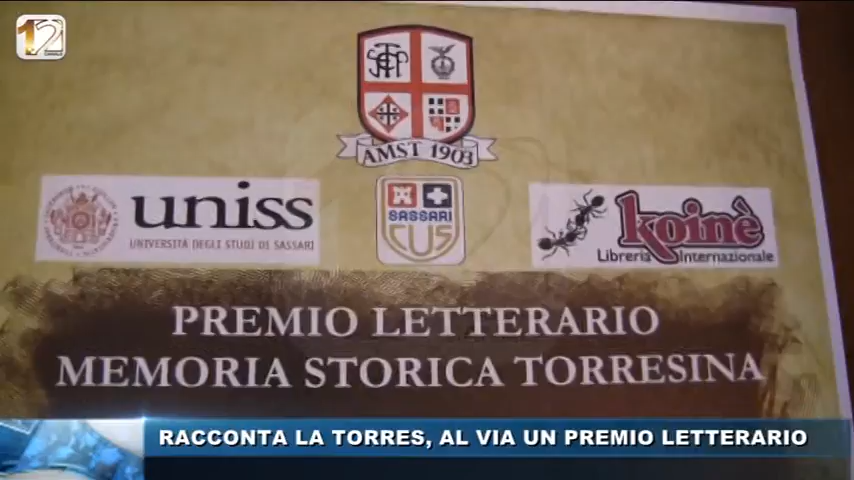 12
AMST 1903
uniss
UNIVERSITÀ DEGLI STUDI DI SASSARI
SASSARI
CUS
koinè
Libreria Internazionale
PREMIO LETTERARIO
MEMORIA STORICA TORRESINA
RACCONTA LA TORRES, AL VIA UN PREMIO LETTERARIO